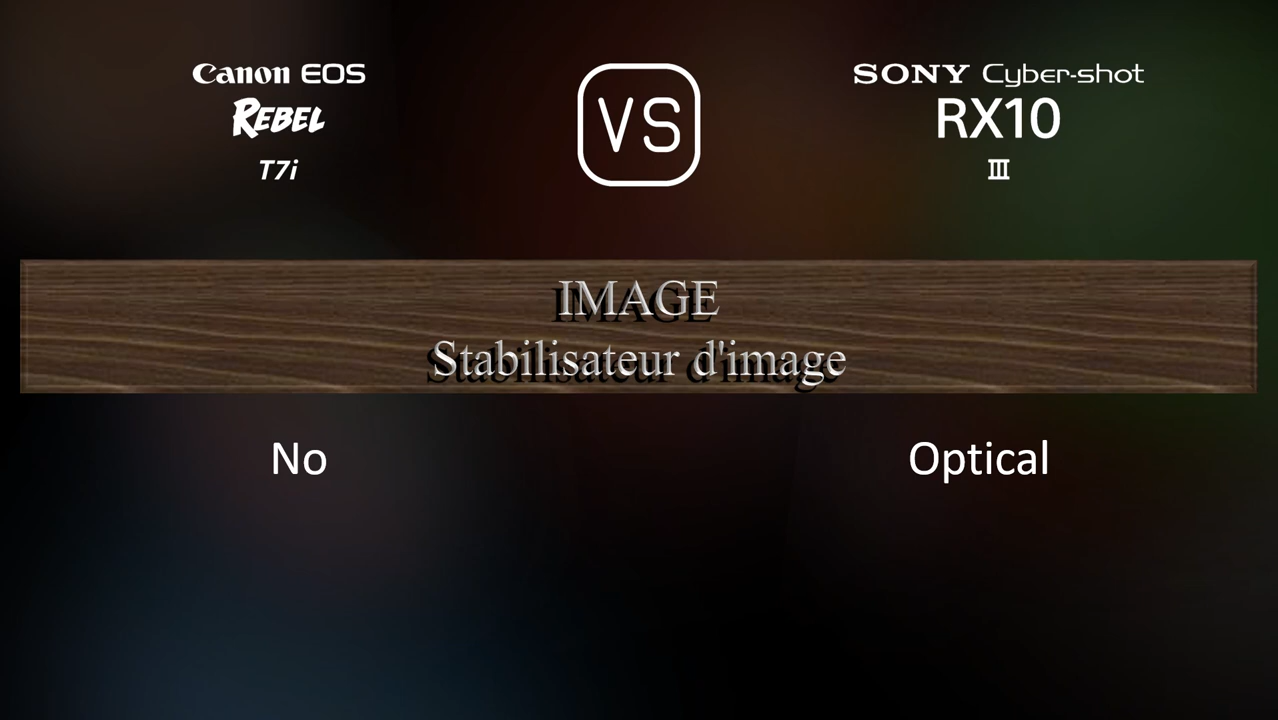 Canon EOS
REBEL
T7i
VS
SONY Cyber-shot
RX10
III
IMAGE
Stabilisateur d'image
No
Optical